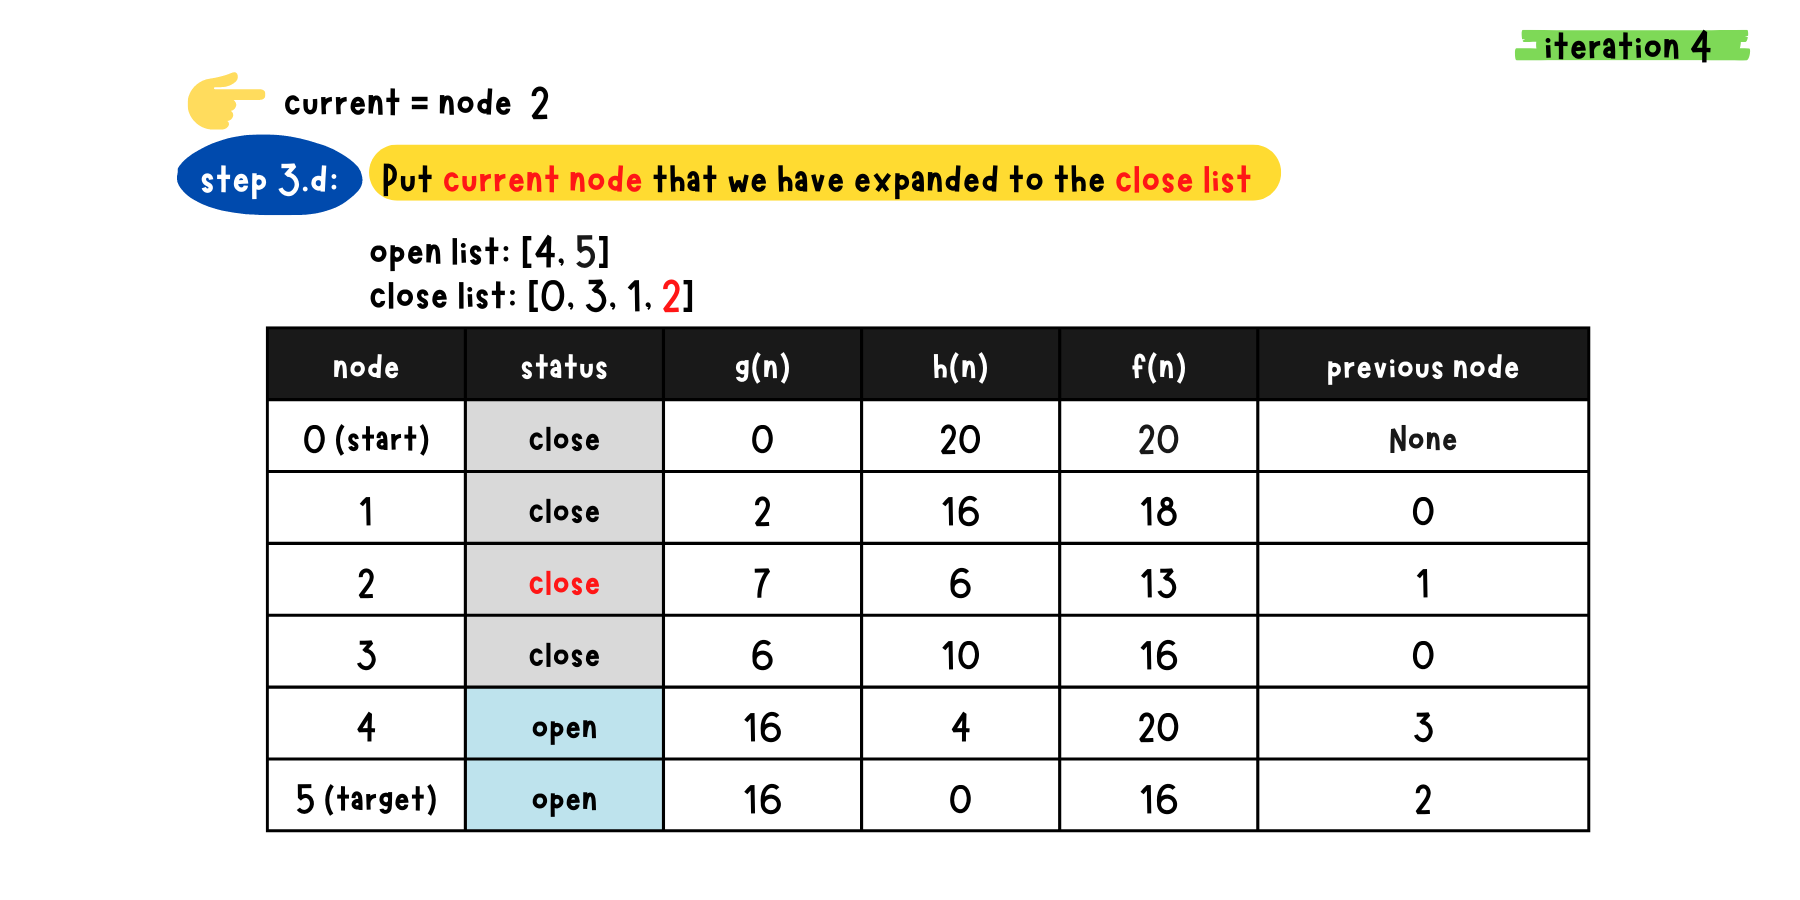 iteration 4
current = node 2
step 3.d: Put current node that we have expanded to the close list
open list: [4, 5]
close list: [0, 3, 1, 2]
node status g(n) h(n) f(n) previous node
0 (start) close 0 20 20 None
1 close 2 16 18 0
2 close 7 6 13 1
3 close 6 10 16 0
4 open 16 4 20 3
5 (target) open 16 0 16 2